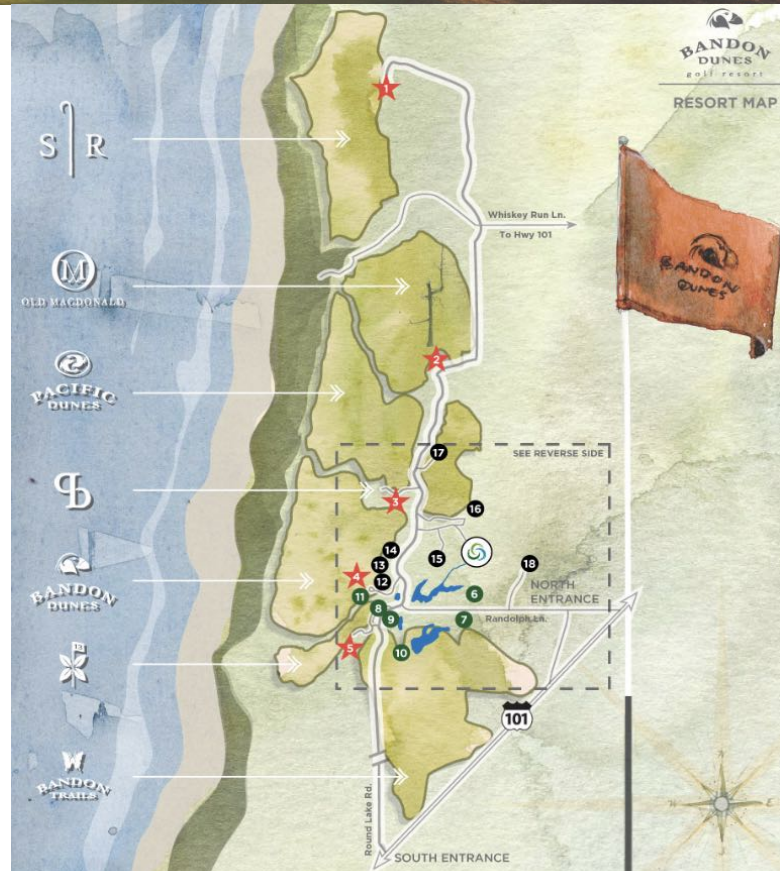 BANDON
DUNES
golf resort
RESORT MAP
S R
Whiskey Run Ln.
To Hwy 101
BANDON
DUNES
M
OLD MACDONALD
PACIFIC
DUNES
BANDON
DUNES
13
BANDON
TRAILS
1
2
17
SEE REVERSE SIDE
3
16
14
15
18
13
4
12
NORTH
ENTRANCE
11
6
8
9
7
Randolph Ln.
5
10
101
Round Lake Rd.
SOUTH ENTRANCE
N
S
E